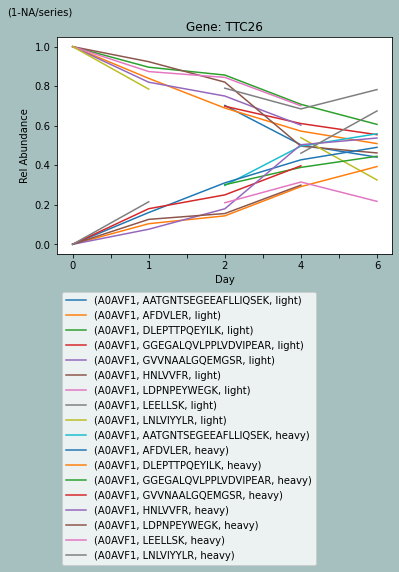 (1-NA/series)
Gene: TTC26
1.0
0.8
0.6
0.4
0.2
0.0
Rel Abundance
0 1 2 4 6
Day
(A0AVF1, AATGNTSEGEEAFLLIQSEK, light)
(A0AVF1, AFDVLER, light)
(A0AVF1, DLEPTTPQEYILK, light)
(A0AVF1, GGEGALQVLPPLVDVIPEAR, light)
(A0AVF1, GVVNAALGQEMGSR, light)
(A0AVF1, HNLVVFR, light)
(A0AVF1, LDPNPEYWEGK, light)
(A0AVF1, LEELLSK, light)
(A0AVF1, LNLVIYYLR, light)
(A0AVF1, AATGNTSEGEEAFLLIQSEK, heavy)
(A0AVF1, AFDVLER, heavy)
(A0AVF1, DLEPTTPQEYILK, heavy)
(A0AVF1, GGEGALQVLPPLVDVIPEAR, heavy)
(A0AVF1, GVVNAALGQEMGSR, heavy)
(A0AVF1, HNLVVFR, heavy)
(A0AVF1, LDPNPEYWEGK, heavy)
(A0AVF1, LEELLSK, heavy)
(A0AVF1, LNLVIYYLR, heavy)